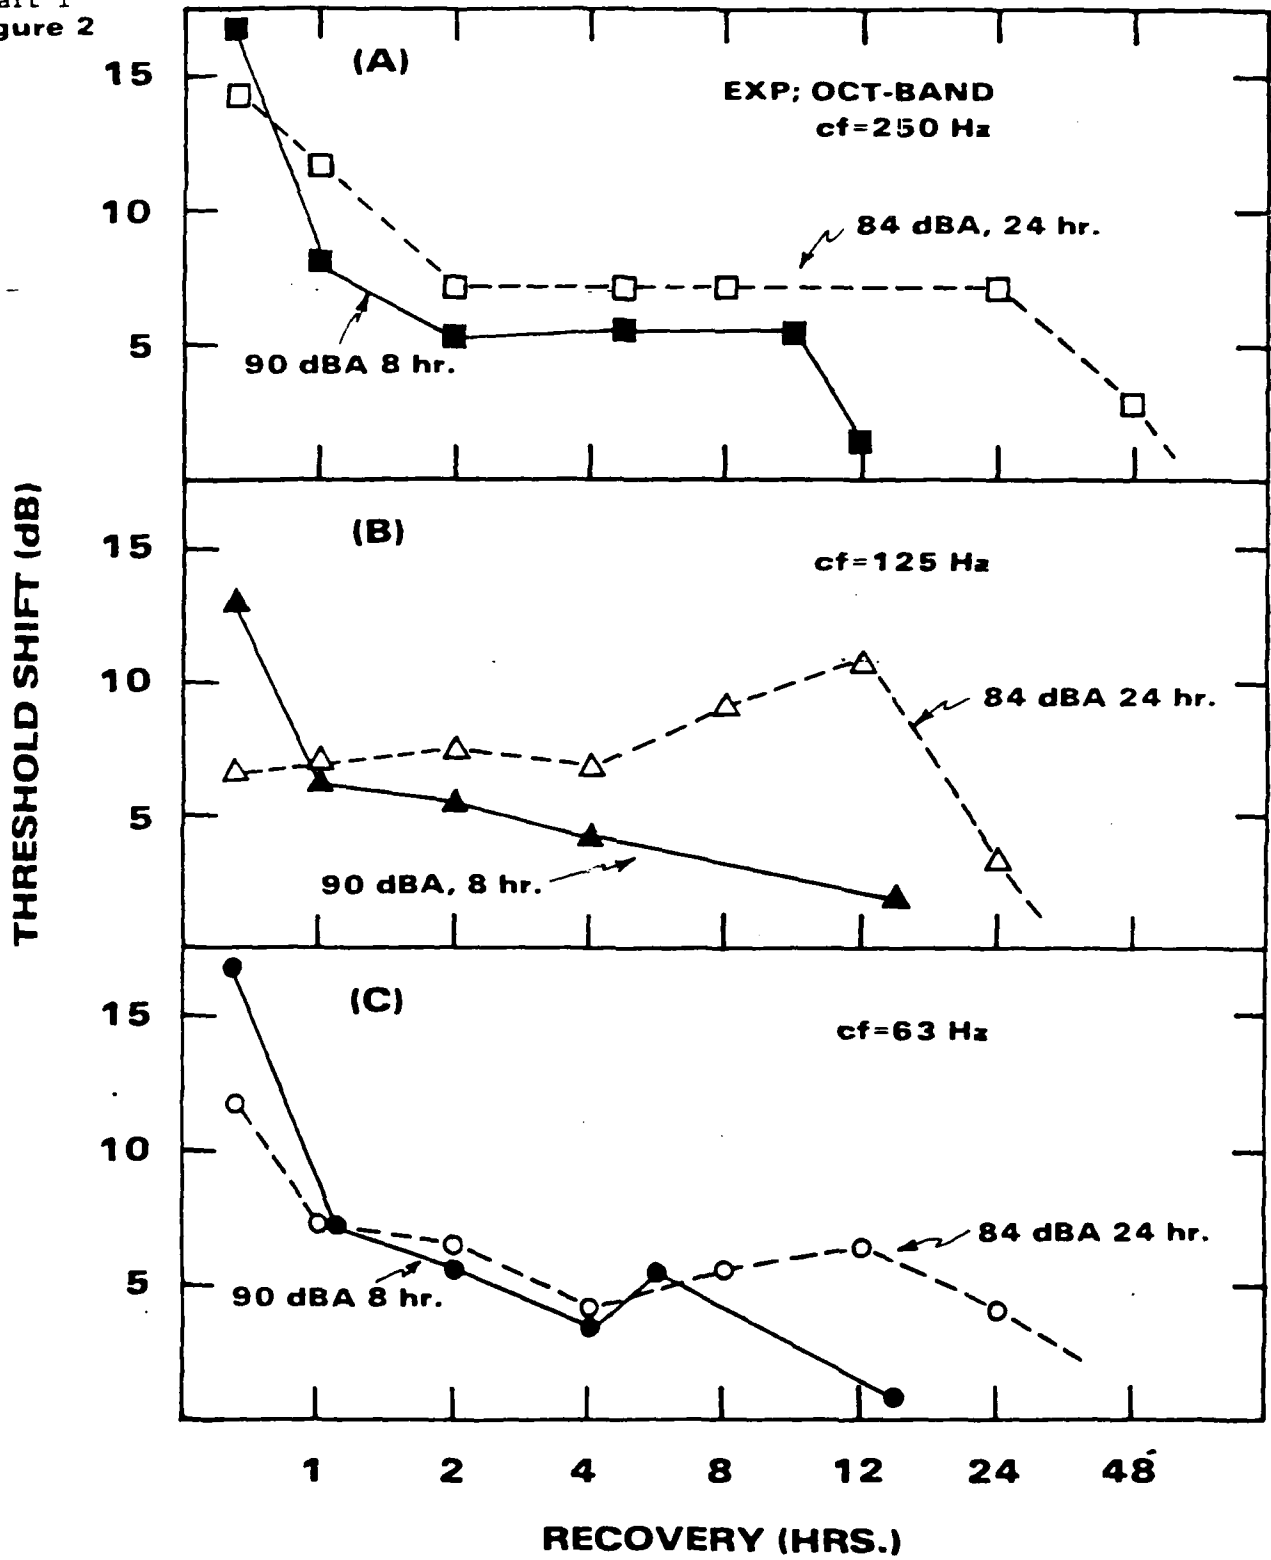 gure 2
(A)
EXP; OCT-BAND
cf=250 Hz
15
10
5
84 dBA, 24 hr.
90 dBA 8 hr.
(B)
cf=125 Hz
15
10
5
84 dBA 24 hr.
90 dBA, 8 hr.
(C)
cf=63 Hz
15
10
5
84 dBA 24 hr.
90 dBA 8 hr.
THRESHOLD SHIFT (dB)
1 2 4 8 12 24 48
RECOVERY (HRS.)